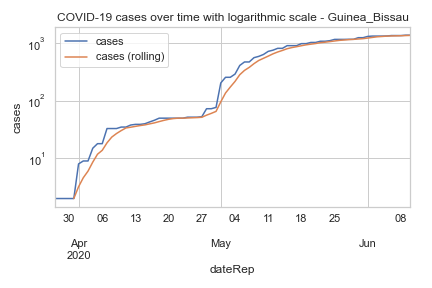 COVID-19 cases over time with logarithmic scale - Guinea_Bissau
cases
cases (rolling)
10³
10²
10¹
cases
30 06 13 20 27 04 11 18 25 08
Apr May Jun
2020
dateRep